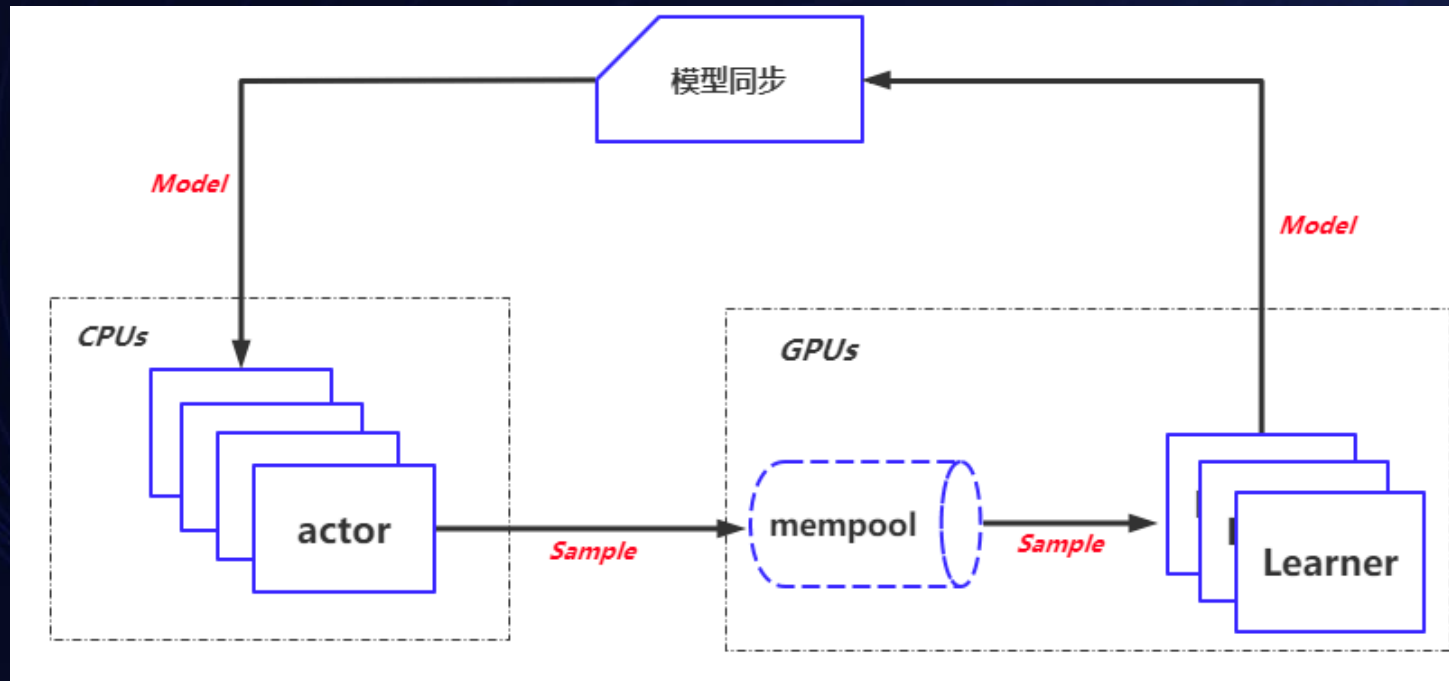 模型同步
Model
Model
CPUs
GPUs
actor
Sample
mempool
Sample
Learner